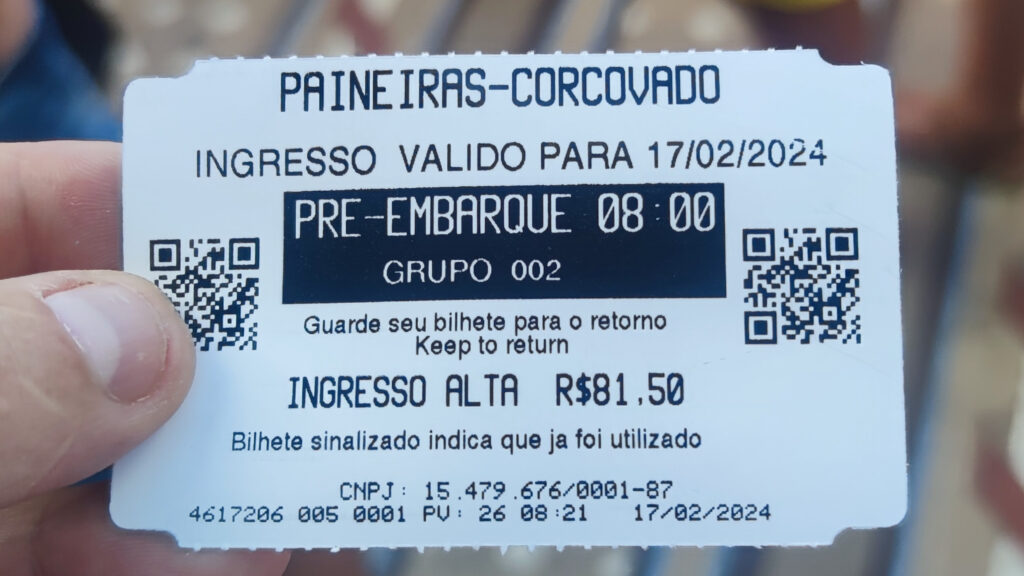 PAINEIRAS-CORCOVADO
INGRESSO VALIDO PARA 17/02/2024
PRE-EMBARQUE 08:00
GRUPO 002
Guarde seu bilhete para o retorno
Keep to return
INGRESSO ALTA R$81,50
Bilhete sinalizado indica que ja foi utilizado
CNPJ: 15.479.676/0001-87
4617206 005 0001 PV: 26 08:21 17/02/2024